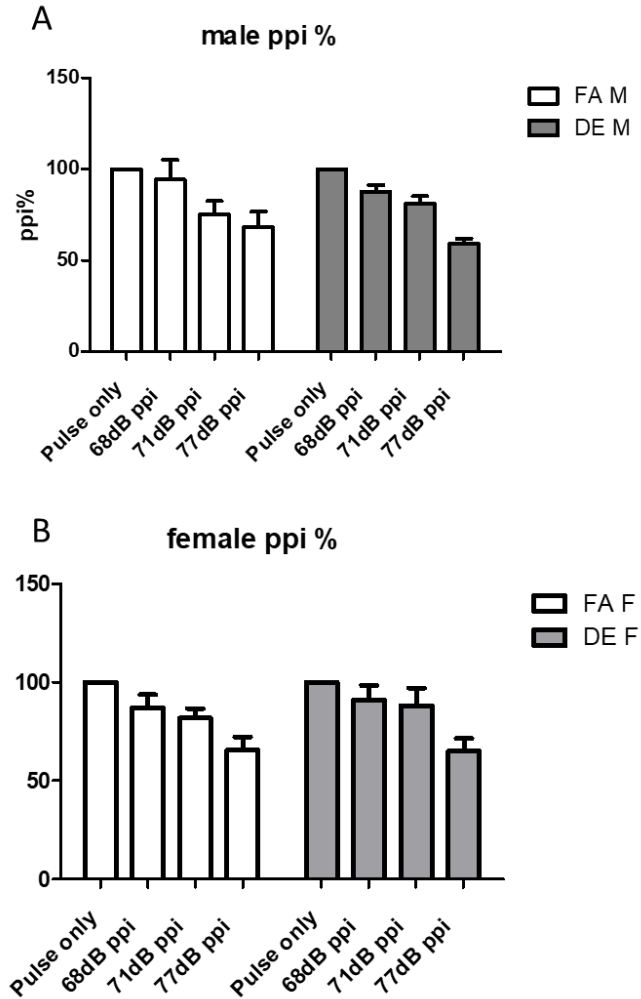 A
male ppi %
150
100
50
0
ppi%
FA M
DE M
Pulse only
68dB ppi
71dB ppi
77dB ppi
Pulse only
68dB ppi
71dB ppi
77dB ppi
B
female ppi %
150
100
50
0
FA F
DE F
Pulse only
68dB ppi
71dB ppi
77dB ppi
Pulse only
68dB ppi
71dB ppi
77dB ppi